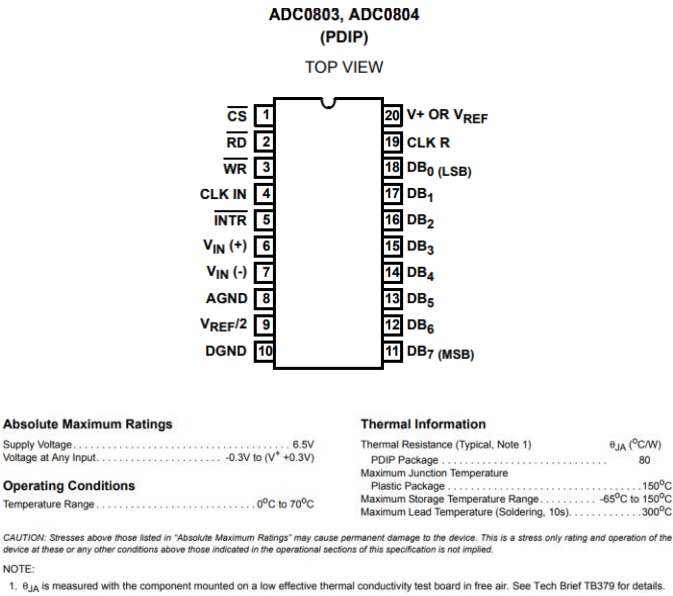 ADC0803, ADC0804
(PDIP)
TOP VIEW
CS 1
RD 2
WR 3
CLK IN 4
INTR 5
VIN (+) 6
VIN (-) 7
AGND 8
VREF/2 9
DGND 10
20 V+ OR VREF
19 CLK R
18 DB0 (LSB)
17 DB1
16 DB2
15 DB3
14 DB4
13 DB5
12 DB6
11 DB7 (MSB)
Absolute Maximum Ratings
Supply Voltage . . . . . . . . . . . . . . . . . . . . . . . . . . . . . . . . . . . . . . 6.5V
Voltage at Any Input. . . . . . . . . . . . . . . . . . . . . -0.3V to (V+ +0.3V)
Operating Conditions
Temperature Range . . . . . . . . . . . . . . . . . . . . . . . . . . . 0°C to 70°C
Thermal Information
Thermal Resistance (Typical, Note 1) θJA (°C/W)
PDIP Package . . . . . . . . . . . . . . . . . . . . . . . . . . . . 80
Maximum Junction Temperature
Plastic Package . . . . . . . . . . . . . . . . . . . . . . . . . . . . . . . . . 150°C
Maximum Storage Temperature Range . . . . . . . . . . -65°C to 150°C
Maximum Lead Temperature (Soldering, 10s). . . . . . . . . . . . . 300°C
CAUTION: Stresses above those listed in "Absolute Maximum Ratings" may cause permanent damage to the device. This is a stress only rating and operation of the
device at these or any other conditions above those indicated in the operational sections of this specification is not implied.
NOTE:
1. θJA is measured with the component mounted on a low effective thermal conductivity test board in free air. See Tech Brief TB379 for details.